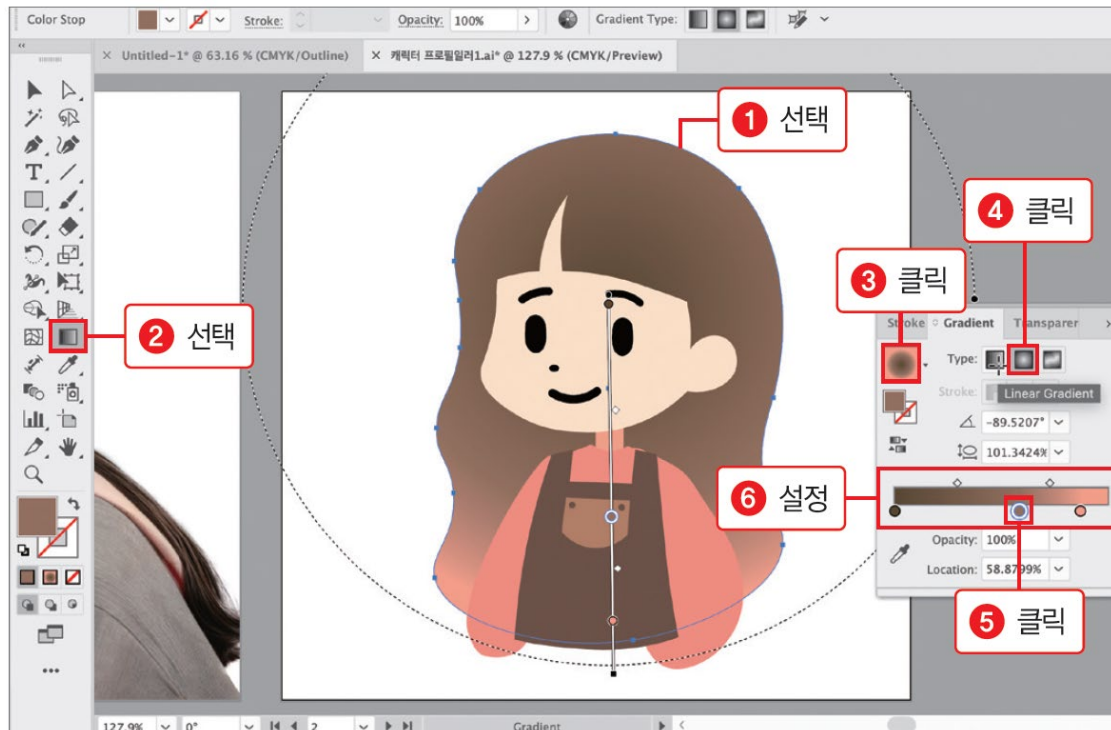 Color Stop
Stroke:
Opacity: 100%
Gradient Type:
× Untitled-1* @ 63.16 % (CMYK/Outline)
× 캐릭터 프로필일러1.ai* @ 127.9 % (CMYK/Preview)
1 선택
4 클릭
3 클릭
2 선택
Stroke
Gradient
Transparer
Type:
Stroke:
Linear Gradient
-89.5207°
101.3424%
6 설정
Opacity: 100%
Location: 58.8799%
5 클릭
127.9%
0°
2
Gradient